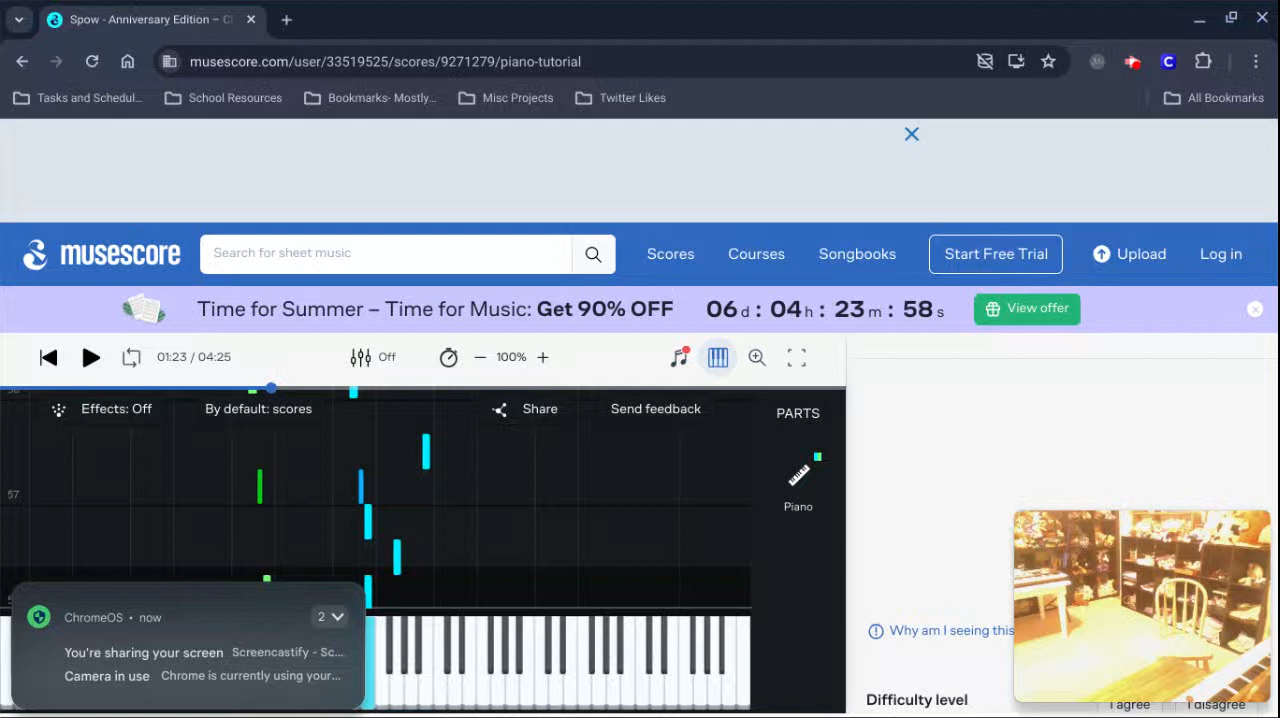 Spow - Anniversary Edition – Cl
musescore.com/user/33519525/scores/9271279/piano-tutorial
Tasks and Schedul... School Resources Bookmarks- Mostly... Misc Projects Twitter Likes All Bookmarks
musescore Search for sheet music Scores Courses Songbooks Start Free Trial Upload Log in
Time for Summer – Time for Music: Get 90% OFF 06 d : 04 h : 23 m : 58 s View offer
01:23 / 04:25 Off 100%
Effects: Off By default: scores Share Send feedback PARTS
57
Piano
ChromeOS • now 2
You're sharing your screen Screencastify - Sc...
Camera in use Chrome is currently using your...
Why am I seeing this
Difficulty level I agree I disagree